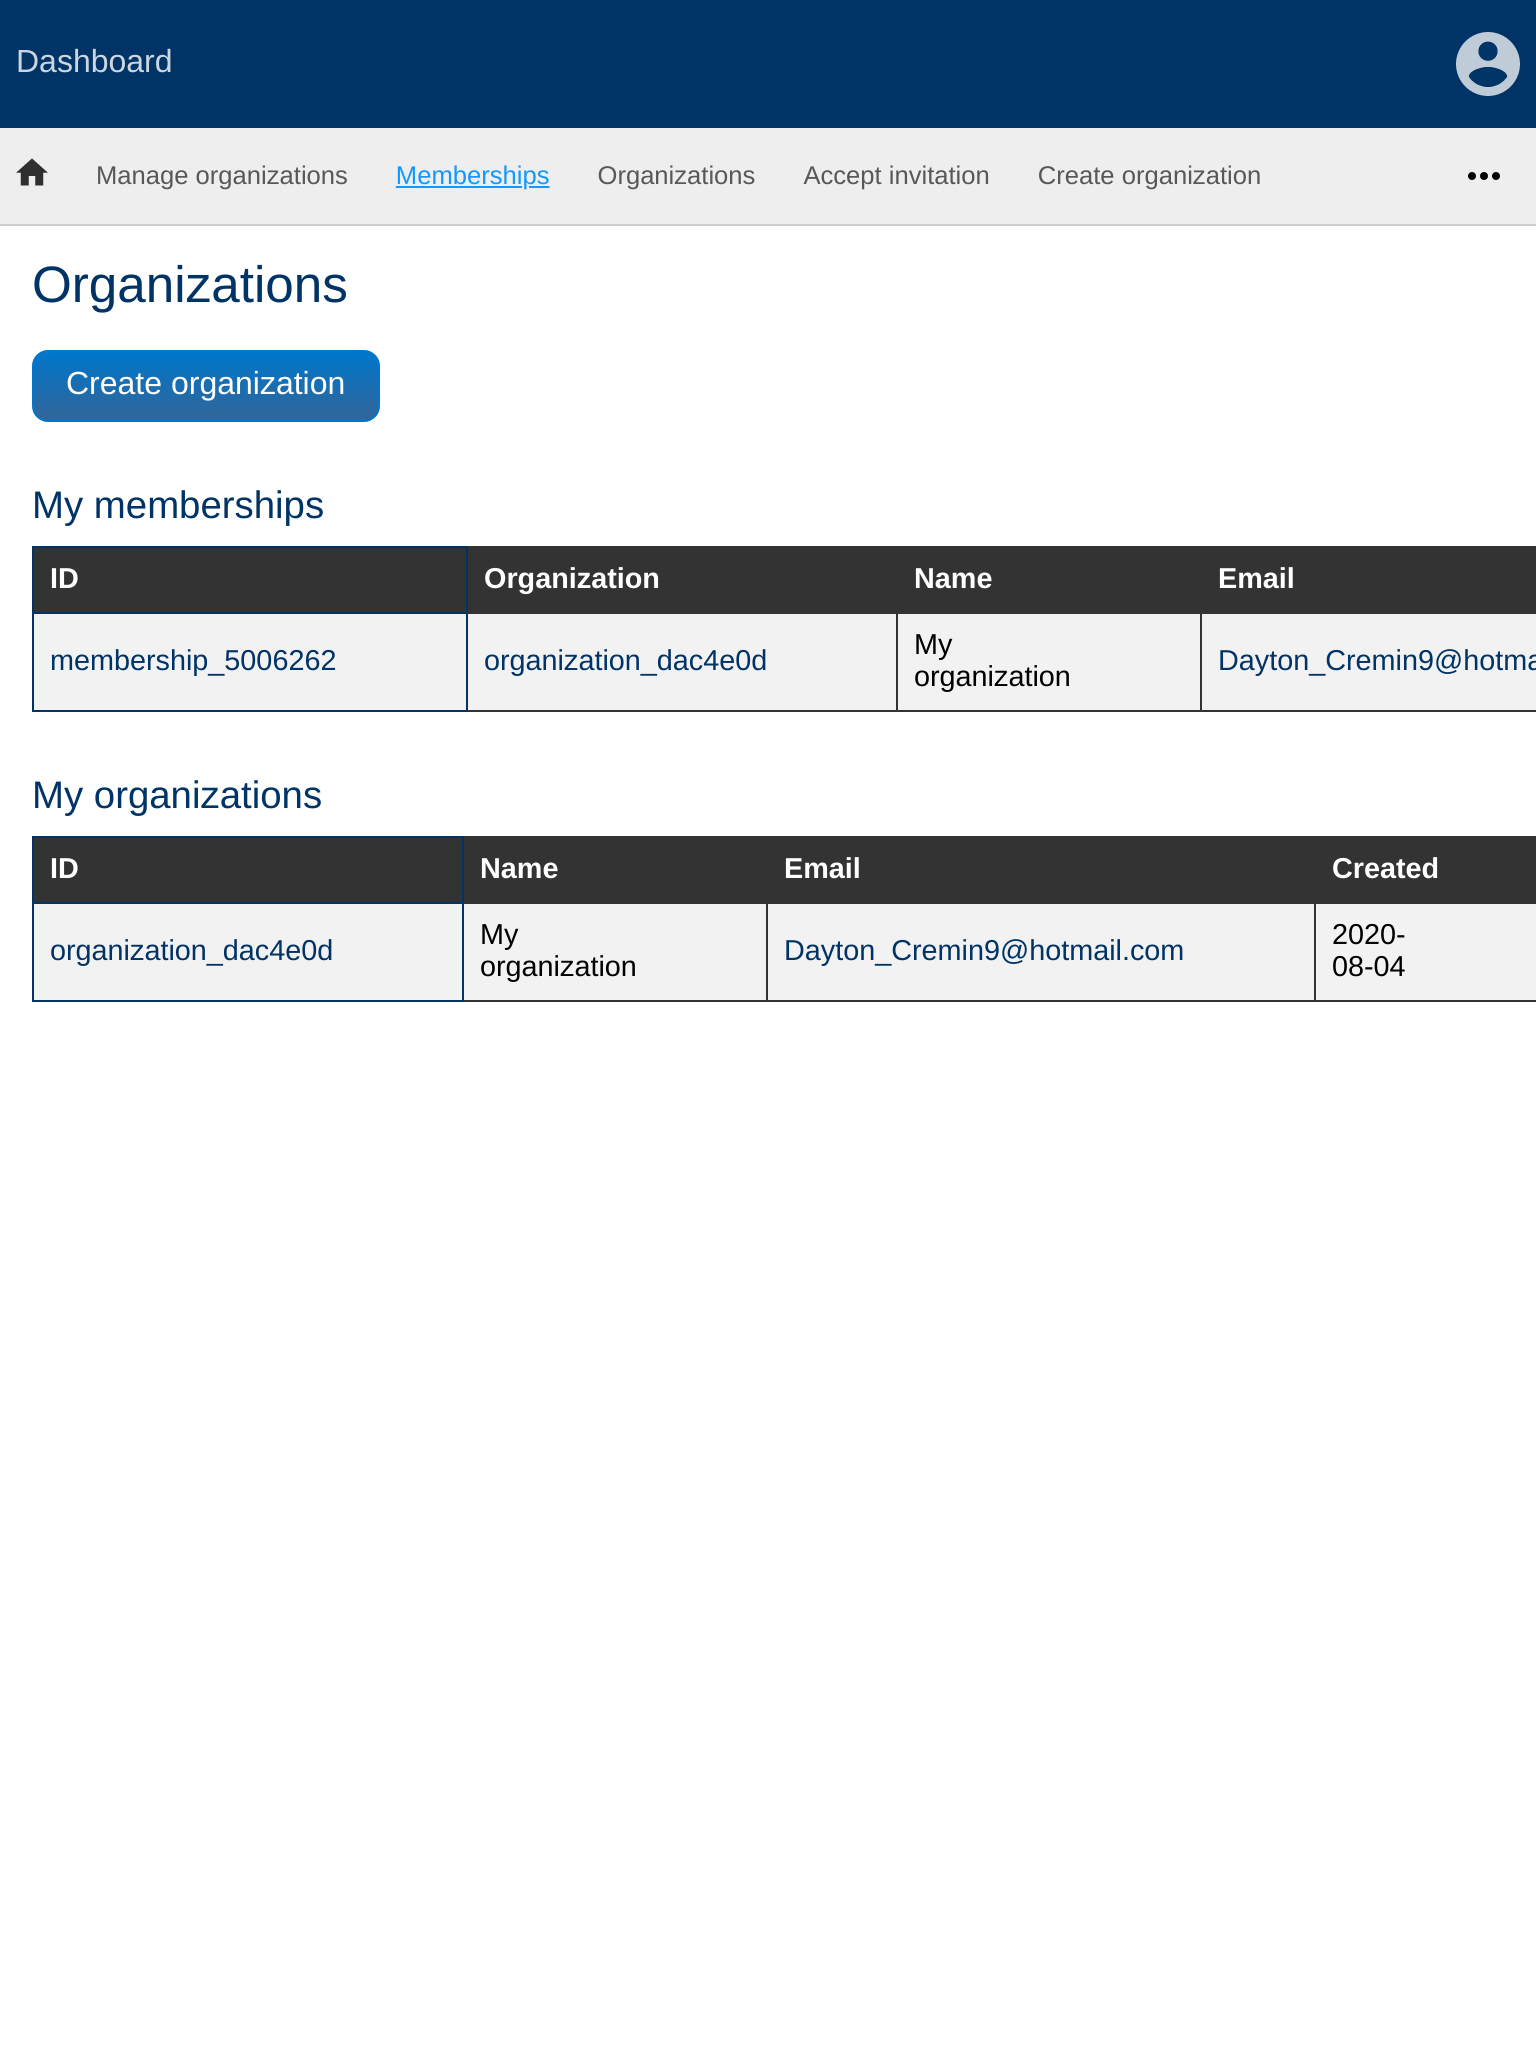 Dashboard
Manage organizations Memberships Organizations Accept invitation Create organization
Organizations
Create organization
My memberships
ID Organization Name Email
membership_5006262 organization_dac4e0d My organization Dayton_Cremin9@hotma
My organizations
ID Name Email Created
organization_dac4e0d My organization Dayton_Cremin9@hotmail.com 2020-08-04